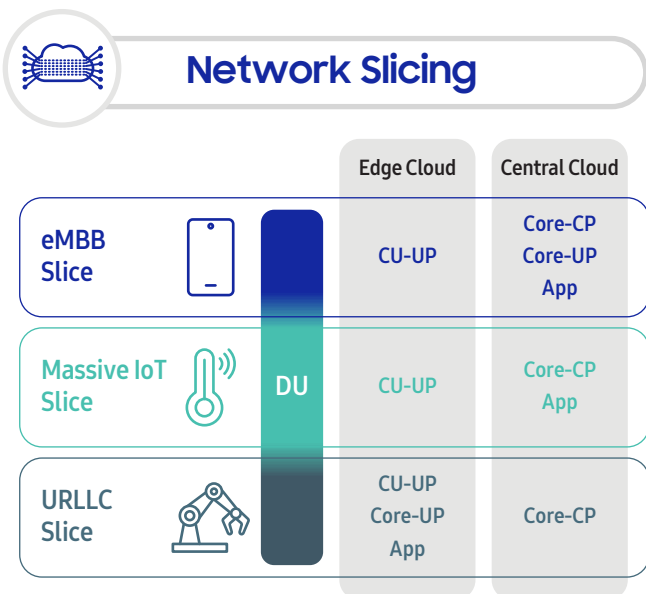 Network Slicing
Edge Cloud
Central Cloud
eMBB
Slice
CU-UP
Core-CP
Core-UP
App
Massive IoT
Slice
DU
CU-UP
Core-CP
App
URLLC
Slice
CU-UP
Core-UP
App
Core-CP